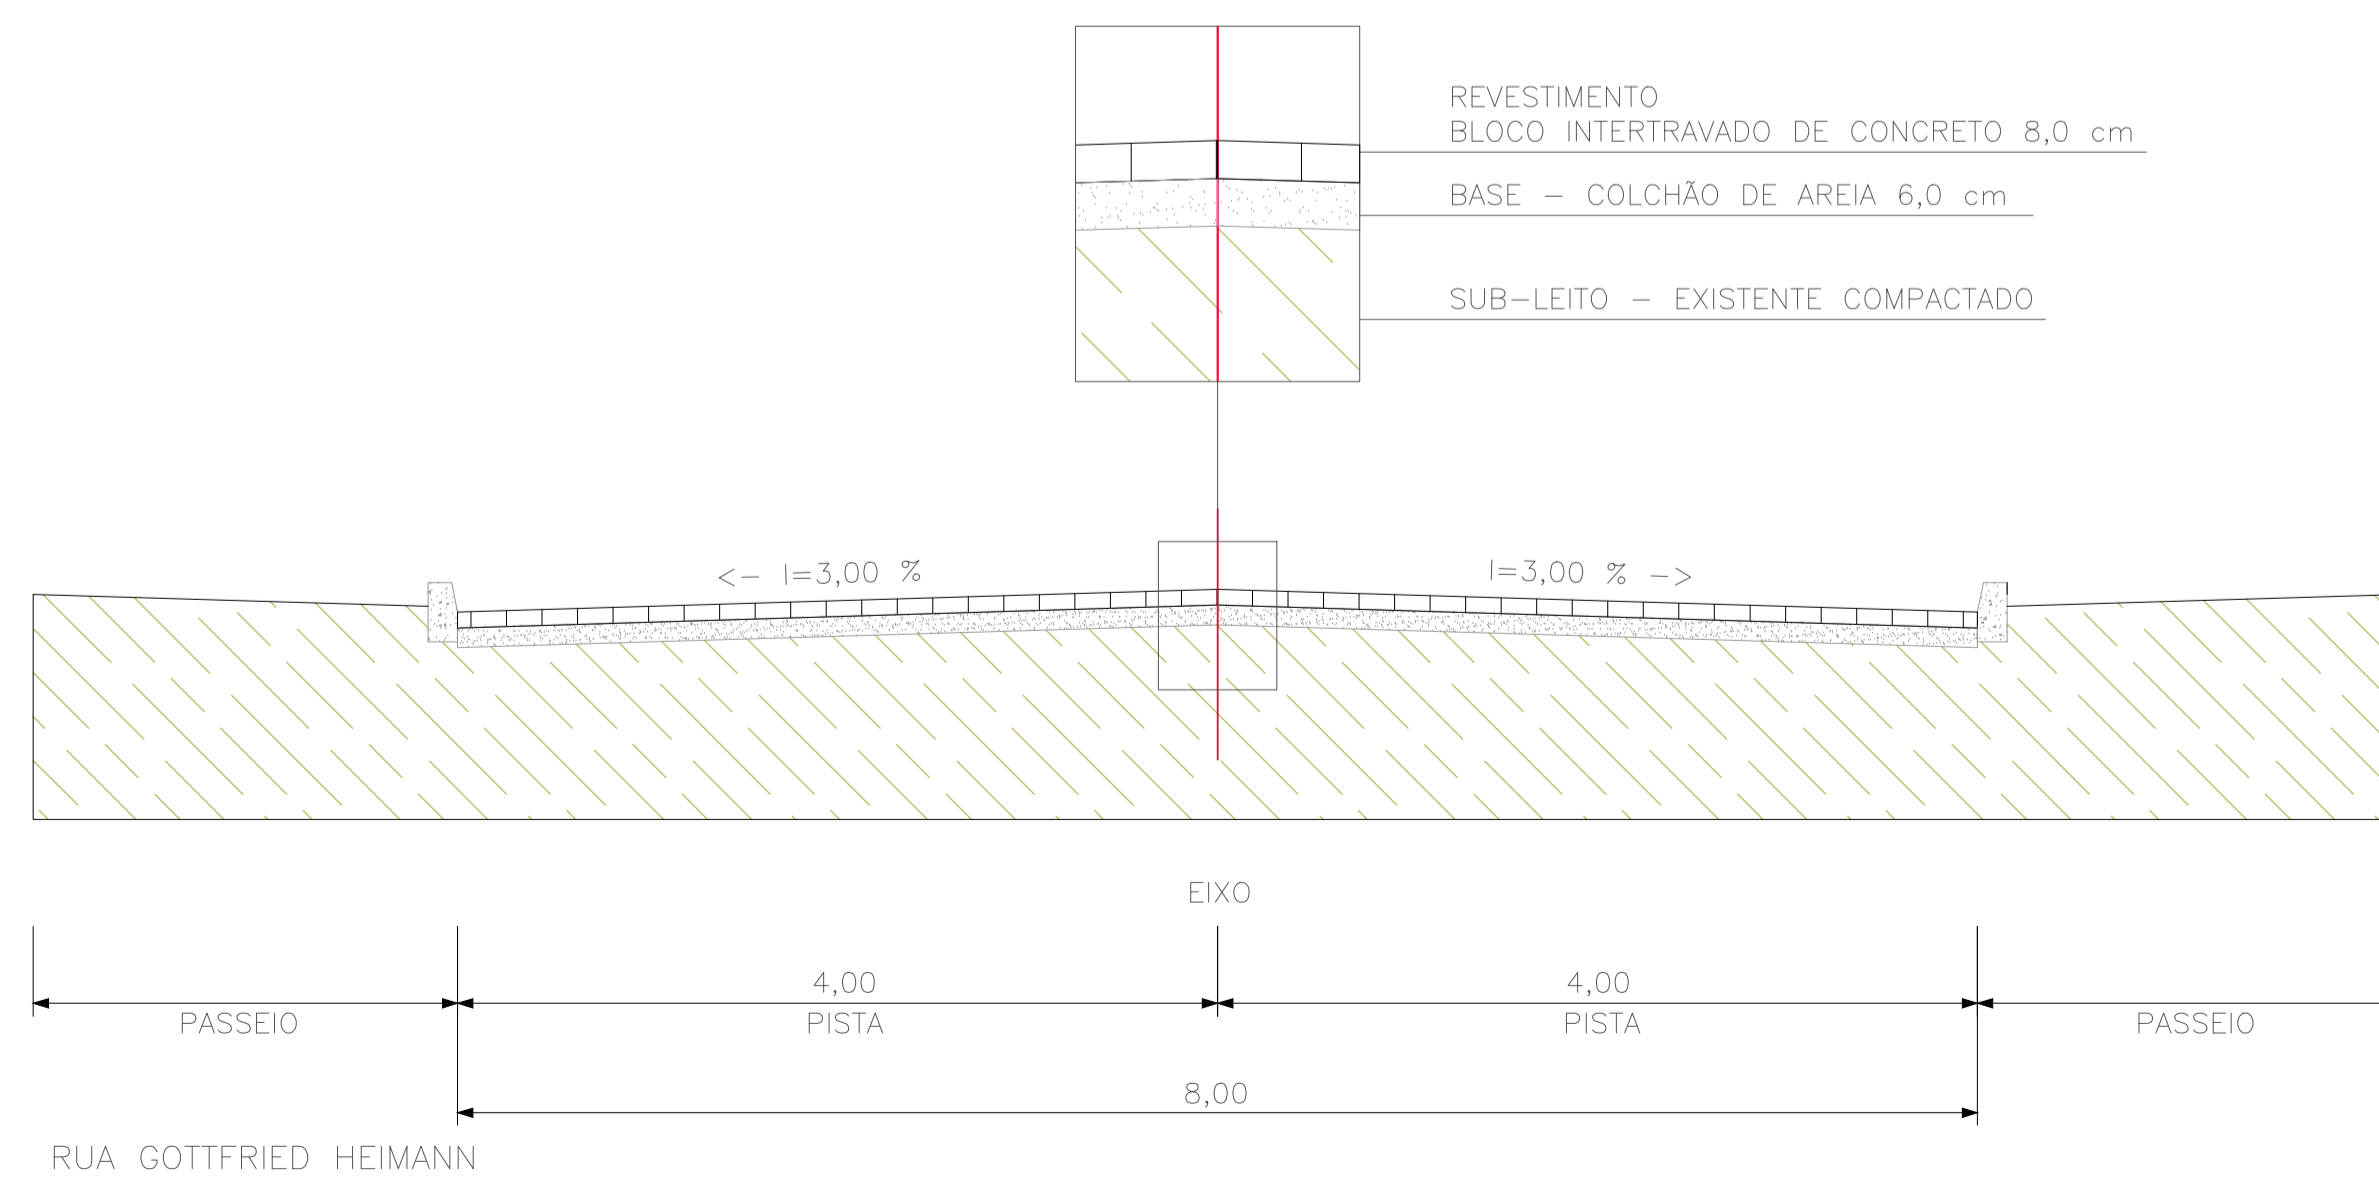 REVESTIMENTO
BLOCO INTERTRAVADO DE CONCRETO 8,0 cm
BASE - COLCHÃO DE AREIA 6,0 cm
SUB-LEITO - EXISTENTE COMPACTADO
<- I=3,00 %
I=3,00 % ->
EIXO
4,00
4,00
PASSEIO
PISTA
PISTA
PASSEIO
8,00
RUA GOTTFRIED HEIMANN